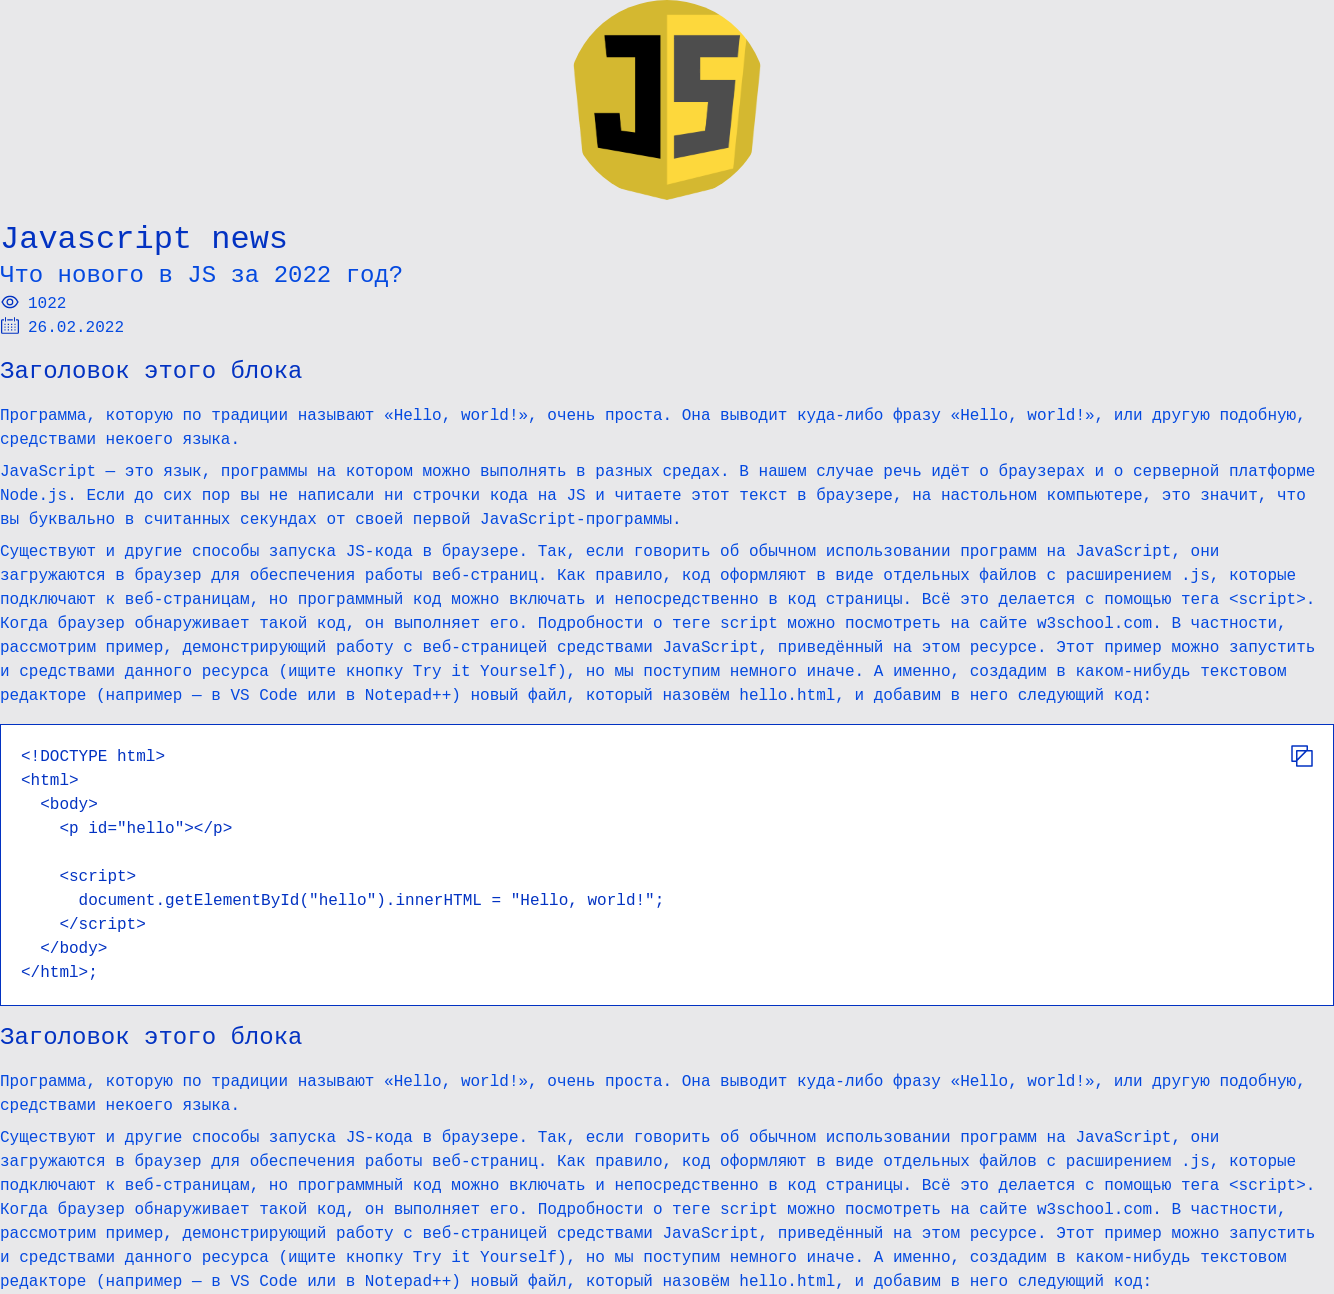 JS
Javascript news
Что нового в JS за 2022 год?
1022
26.02.2022
Заголовок этого блока
Программа, которую по традиции называют «Hello, world!», очень проста. Она выводит куда-либо фразу «Hello, world!», или другую подобную,
средствами некоего языка.
JavaScript — это язык, программы на котором можно выполнять в разных средах. В нашем случае речь идёт о браузерах и о серверной платформе
Node.js. Если до сих пор вы не написали ни строчки кода на JS и читаете этот текст в браузере, на настольном компьютере, это значит, что
вы буквально в считанных секундах от своей первой JavaScript-программы.
Существуют и другие способы запуска JS-кода в браузере. Так, если говорить об обычном использовании программ на JavaScript, они
загружаются в браузер для обеспечения работы веб-страниц. Как правило, код оформляют в виде отдельных файлов с расширением .js, которые
подключают к веб-страницам, но программный код можно включать и непосредственно в код страницы. Всё это делается с помощью тега <script>.
Когда браузер обнаруживает такой код, он выполняет его. Подробности о теге script можно посмотреть на сайте w3school.com. В частности,
рассмотрим пример, демонстрирующий работу с веб-страницей средствами JavaScript, приведённый на этом ресурсе. Этот пример можно запустить
и средствами данного ресурса (ищите кнопку Try it Yourself), но мы поступим немного иначе. А именно, создадим в каком-нибудь текстовом
редакторе (например — в VS Code или в Notepad++) новый файл, который назовём hello.html, и добавим в него следующий код:
<!DOCTYPE html>
<html>
  <body>
    <p id="hello"></p>
    <script>
      document.getElementById("hello").innerHTML = "Hello, world!";
    </script>
  </body>
</html>;
Заголовок этого блока
Программа, которую по традиции называют «Hello, world!», очень проста. Она выводит куда-либо фразу «Hello, world!», или другую подобную,
средствами некоего языка.
Существуют и другие способы запуска JS-кода в браузере. Так, если говорить об обычном использовании программ на JavaScript, они
загружаются в браузер для обеспечения работы веб-страниц. Как правило, код оформляют в виде отдельных файлов с расширением .js, которые
подключают к веб-страницам, но программный код можно включать и непосредственно в код страницы. Всё это делается с помощью тега <script>.
Когда браузер обнаруживает такой код, он выполняет его. Подробности о теге script можно посмотреть на сайте w3school.com. В частности,
рассмотрим пример, демонстрирующий работу с веб-страницей средствами JavaScript, приведённый на этом ресурсе. Этот пример можно запустить
и средствами данного ресурса (ищите кнопку Try it Yourself), но мы поступим немного иначе. А именно, создадим в каком-нибудь текстовом
редакторе (например — в VS Code или в Notepad++) новый файл, который назовём hello.html, и добавим в него следующий код: